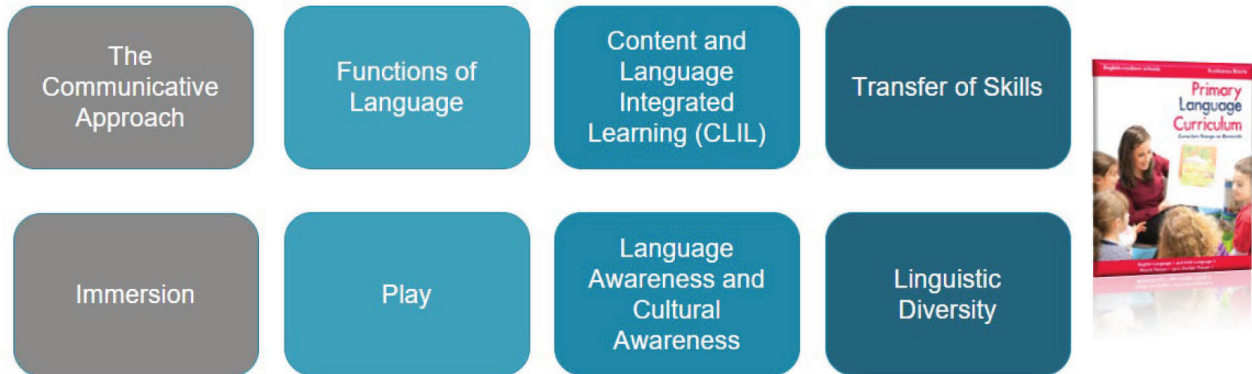 The
Communicative
Approach
Functions of
Language
Content and
Language
Integrated
Learning (CLIL)
Transfer of Skills
Primary
Language
Curriculum
Immersion
Play
Language
Awareness and
Cultural
Awareness
Linguistic
Diversity